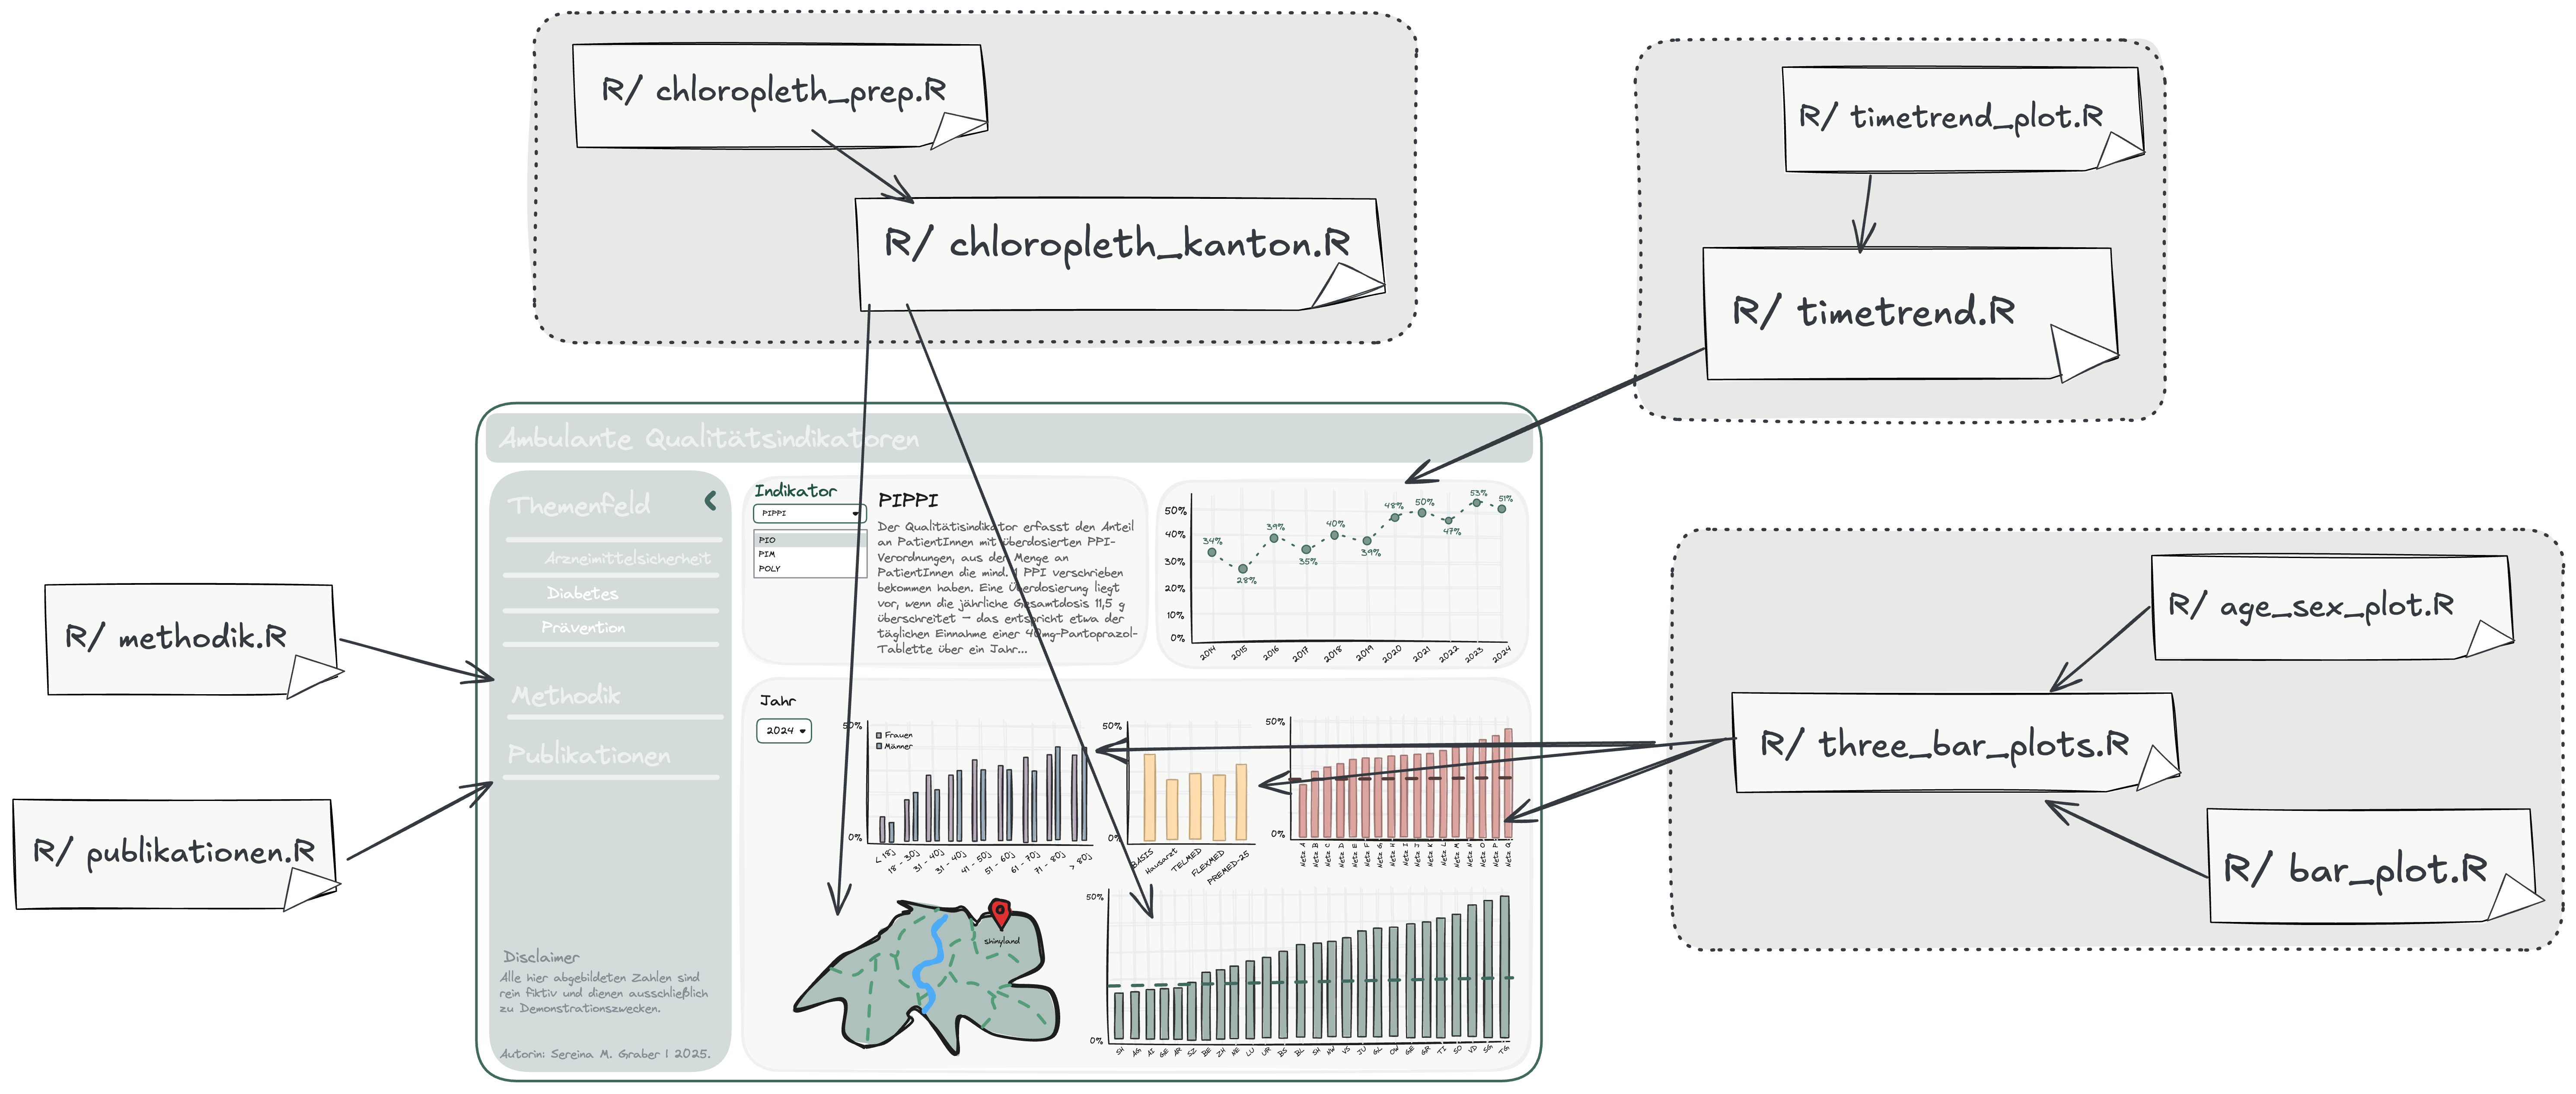 R/ chloropleth_prep.R
R/ chloropleth_kanton.R
R/ timetrend_plot.R
R/ timetrend.R
R/ methodik.R
R/ publikationen.R
R/ age_sex_plot.R
R/ three_bar_plots.R
R/ bar_plot.R
Ambulante Qualitätsindikatoren
Themenfeld
Arzneimittelsicherheit
Diabetes
Prävention
Methodik
Publikationen
Disclaimer
Alle hier abgebildeten Zahlen sind
rein fiktiv und dienen ausschließlich
zu Demonstrationszwecken.
Autorin: Sereina M. Graber | 2025.
Indikator
PIPPI
PIO
PIM
POLY
PIPPI
Der Qualitätisindikator erfasst den Anteil
an PatientInnen mit überdosierten PPI-
Verordnungen, aus der Menge an
PatientInnen die mind. 1 PPI verschrieben
bekommen haben. Eine Überdosierung liegt
vor, wenn die jährliche Gesamtdosis 11,5 g
überschreitet – das entspricht etwa der
täglichen Einnahme einer 40mg-Pantoprazol-
Tablette über ein Jahr...
50%
40%
30%
20%
10%
0%
34%
28%
39%
35%
40%
39%
48%
50%
47%
53%
51%
2014
2015
2016
2017
2018
2019
2020
2021
2022
2023
2024
Jahr
2024
50%
0%
Frauen
Männer
< 18j
18 - 30j
31 - 40j
31 - 40j
41 - 50j
51 - 60j
61 - 70j
71 - 80j
> 80j
50%
0%
BASIS
Hausarzt
TELMED
FLEXMED
PREMED-25
50%
0%
Netz A
Netz B
Netz C
Netz D
Netz E
Netz F
Netz G
Netz H
Netz I
Netz J
Netz K
Netz L
Netz M
Netz N
Netz O
Netz P
Netz Q
shinyland
50%
0%
SH
AG
AI
GE
AR
SZ
BE
ZH
NE
LU
UR
BS
BL
SH
NW
VS
JU
GL
OW
GE
GR
TI
SO
VD
SG
TG